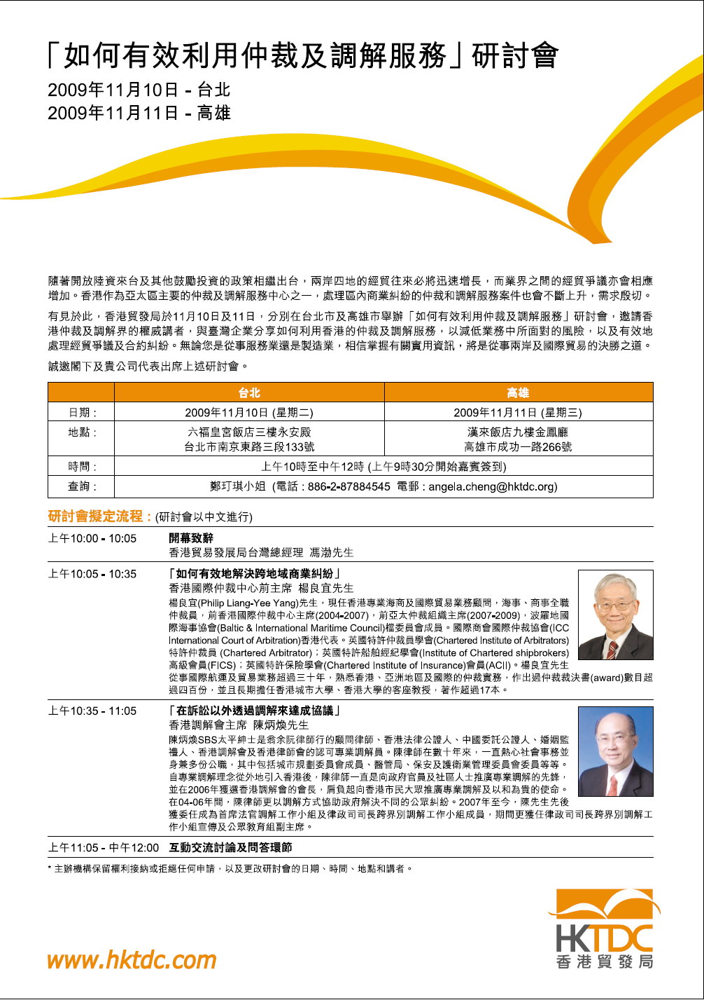 「如何有效利用仲裁及調解服務」研討會
2009年11月10日 - 台北
2009年11月11日 - 高雄
隨著開放陸資來台及其他鼓勵投資的政策相繼出台，兩岸四地的經貿往來必將迅速增長，而業界之間的經貿爭議亦會相應
增加。香港作為亞太區主要的仲裁及調解服務中心之一，處理區內商業糾紛的仲裁和調解服務案件也會不斷上升，需求殷切。
有見於此，香港貿發局於11月10日及11日，分別在台北市及高雄市舉辦「如何有效利用仲裁及調解服務」研討會，邀請香
港仲裁及調解界的權威講者，與臺灣企業分享如何利用香港的仲裁及調解服務，以減低業務中所面對的風險，以及有效地
處理經貿爭議及合約糾紛。無論您是從事服務業還是製造業，相信掌握有關實用資訊，將是從事兩岸及國際貿易的決勝之道。
誠邀閣下及貴公司代表出席上述研討會。
台北 高雄
日期 : 2009年11月10日 (星期二) 2009年11月11日 (星期三)
地點 : 六福皇宮飯店三樓永安殿 漢來飯店九樓金鳳廳
台北市南京東路三段133號 高雄市成功一路266號
時間 : 上午10時至中午12時 (上午9時30分開始嘉賓簽到)
查詢 : 鄭玎琪小姐 (電話 : 886-2-87884545 電郵 : angela.cheng@hktdc.org)
研討會擬定流程 : (研討會以中文進行)
上午10:00 - 10:05 開幕致辭
香港貿易發展局台灣總經理 馮渤先生
上午10:05 - 10:35 「如何有效地解決跨地域商業糾紛」
香港國際仲裁中心前主席 楊良宜先生
楊良宜(Philip Liang-Yee Yang)先生，現任香港專業海商及國際貿易業務顧問，海事、商事全職
仲裁員，前香港國際仲裁中心主席(2004-2007)，前亞太仲裁組織主席(2007-2009)，波羅地國
際海事協會(Baltic & International Maritime Council)檔委員會成員。國際商會國際仲裁協會(ICC
International Court of Arbitration)香港代表。英國特許仲裁員學會(Chartered Institute of Arbitrators)
特許仲裁員 (Chartered Arbitrator)；英國特許船舶經紀學會(Institute of Chartered shipbrokers)
高級會員(FICS)；英國特許保險學會(Chartered Institute of Insurance)會員(ACII)。楊良宜先生
從事國際航運及貿易業務超過三十年，熟悉香港、亞洲地區及國際的仲裁實務，作出過仲裁裁決書(award)數目超
過四百份，並且長期擔任香港城市大學、香港大學的客座教授，著作超過17本。
上午10:35 - 11:05 「在訴訟以外透過調解來達成協議」
香港調解會主席 陳炳煥先生
陳炳煥SBS太平紳士是翁余阮律師行的顧問律師、香港法律公證人、中國委託公證人、婚姻監
禮人、香港調解會及香港律師會的認可專業調解員。陳律師在數十年來，一直熱心社會事務並
身兼多份公職，其中包括城市規劃委員會成員、醫管局、保安及護衛業管理委員會委員等等。
自專業調解理念從外地引入香港後，陳律師一直是向政府官員及社區人士推廣專業調解的先鋒，
並在2006年獲選香港調解會的會長，肩負起向香港市民大眾推廣專業調解及以和為貴的使命。
在04-06年間，陳律師更以調解方式協助政府解決不同的公眾糾紛。2007年至今，陳先生先後
獲委任成為首席法官調解工作小組及律政司司長跨界別調解工作小組成員，期間更獲任律政司司長跨界別調解工
作小組宣傳及公眾教育組副主席。
上午11:05 - 中午12:00 互動交流討論及問答環節
* 主辦機構保留權利接納或拒絕任何申請，以及更改研討會的日期、時間、地點和講者。
HKTDC
香港貿發局
www.hktdc.com